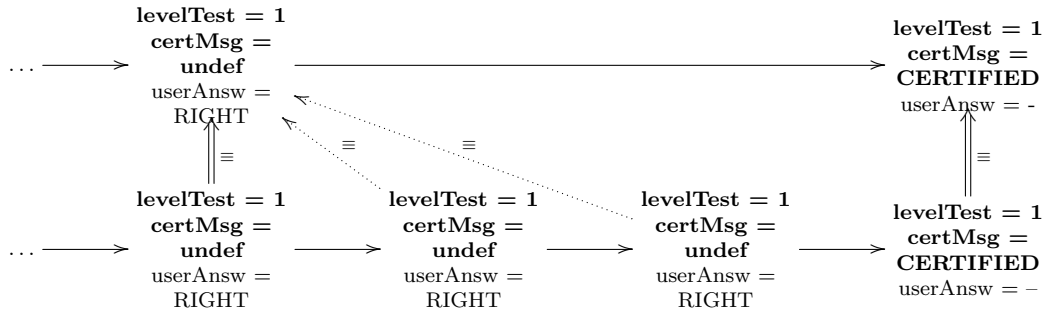 levelTest = 1
certMsg =
undef
userAnsw =
RIGHT
levelTest = 1
certMsg =
CERTIFIED
userAnsw = -
...
≡
≡
≡
≡
levelTest = 1
certMsg =
undef
userAnsw =
RIGHT
levelTest = 1
certMsg =
undef
userAnsw =
RIGHT
levelTest = 1
certMsg =
undef
userAnsw =
RIGHT
levelTest = 1
certMsg =
CERTIFIED
userAnsw = –
...